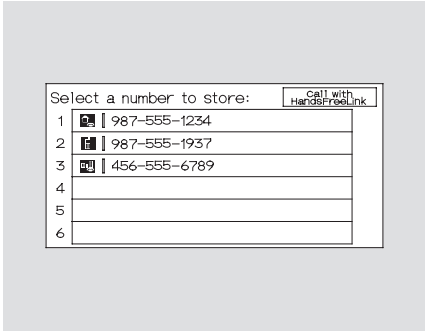 Select a number to store:
Call with
HandsFreeLink
1 987-555-1234
2 987-555-1937
3 456-555-6789
4
5
6